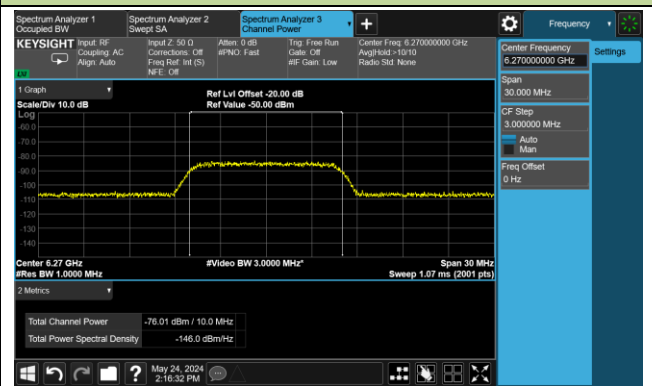 Spectrum Analyzer 1
Occupied BW
Spectrum Analyzer 2
Swept SA
Spectrum Analyzer 3
Channel Power
Frequency
KEYSIGHT
Input: RF
Coupling: AC
Align: Auto
Input Z: 50 Ω
Corrections: Off
Freq Ref: Int (S)
NFE: Off
Atten: 0 dB
#PNO: Fast
Trig: Free Run
Gate: Off
#IF Gain: Low
Center Freq: 6.270000000 GHz
Avg|Hold:>10/10
Radio Std: None
LXI
Center Frequency
6.270000000 GHz
Settings
Span
30.000 MHz
CF Step
3.000000 MHz
Auto
Man
Freq Offset
0 Hz
1 Graph
Scale/Div 10.0 dB
Ref Lvl Offset -20.00 dB
Ref Value -50.00 dBm
Log
-60.0
-70.0
-80.0
-90.0
-100
-110
-120
-130
-140
Center 6.27 GHz
#Res BW 1.0000 MHz
#Video BW 3.0000 MHz*
Span 30 MHz
Sweep 1.07 ms (2001 pts)
2 Metrics
Total Channel Power -76.01 dBm / 10.0 MHz
Total Power Spectral Density -146.0 dBm/Hz
?
May 24, 2024
2:16:32 PM